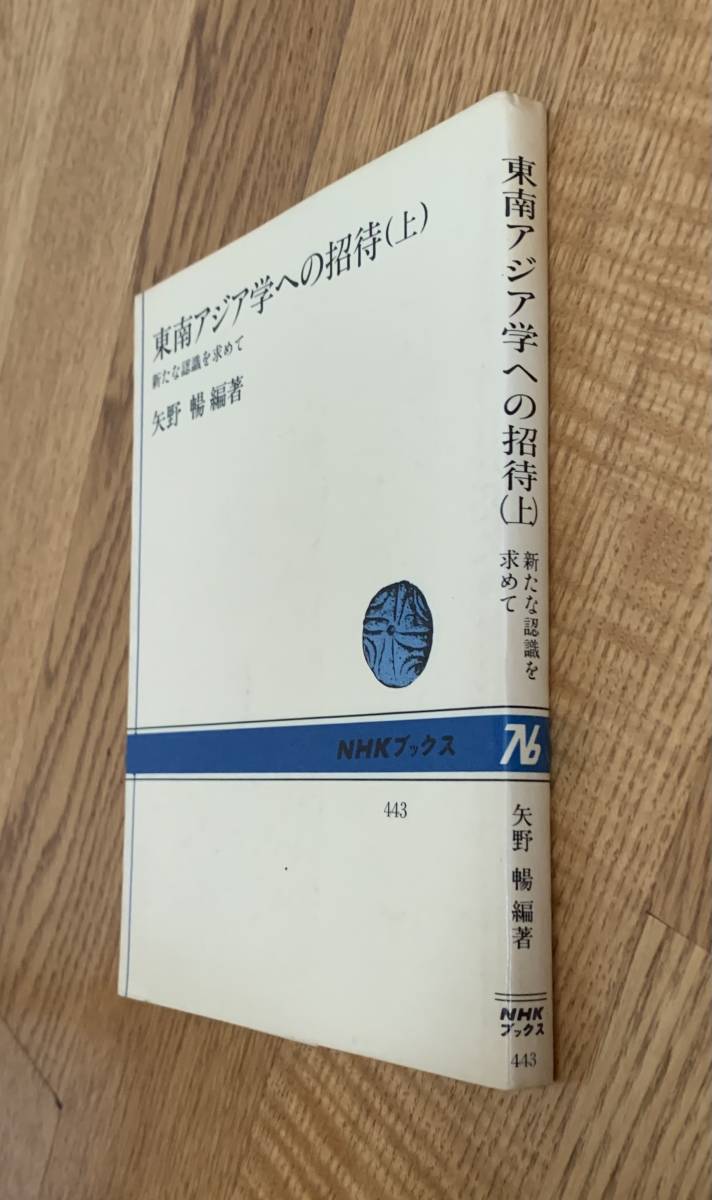 東南アジア学への招待(上)
新たな認識を求めて
矢野 暢 編著
NHKブックス
443
東南アジア学への招待(上)
新たな認識を
求めて
矢野 暢 編著
NHK
ブックス
443